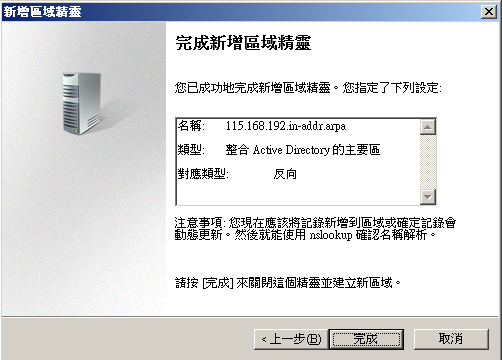 新增區域精靈
完成新增區域精靈
您已成功地完成新增區域精靈。您指定了下列設定:
名稱: 115.168.192.in-addr.arpa
類型: 整合 Active Directory 的主要區
對應類型: 反向
注意事項: 您現在應該將記錄新增到區域或確定記錄會
動態更新。然後就能使用 nslookup 確認名稱解析。
請按 [完成] 來關閉這個精靈並建立新區域。
< 上一步(B) 完成 取消